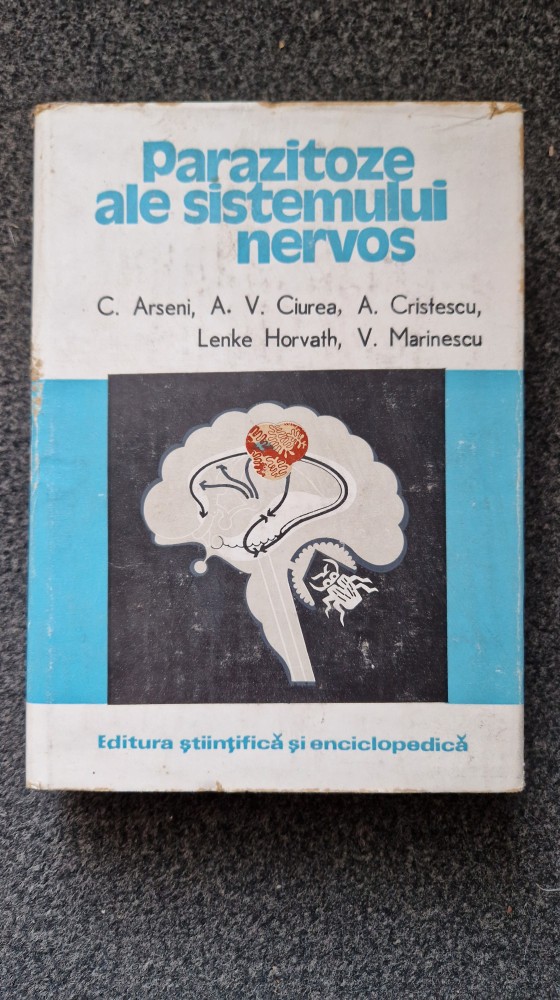 Parazitoze
ale sistemului
nervos
C. Arseni, A. V. Ciurea, A. Cristescu,
Lenke Horvath, V. Marinescu
Editura ştiinţifică şi enciclopedică